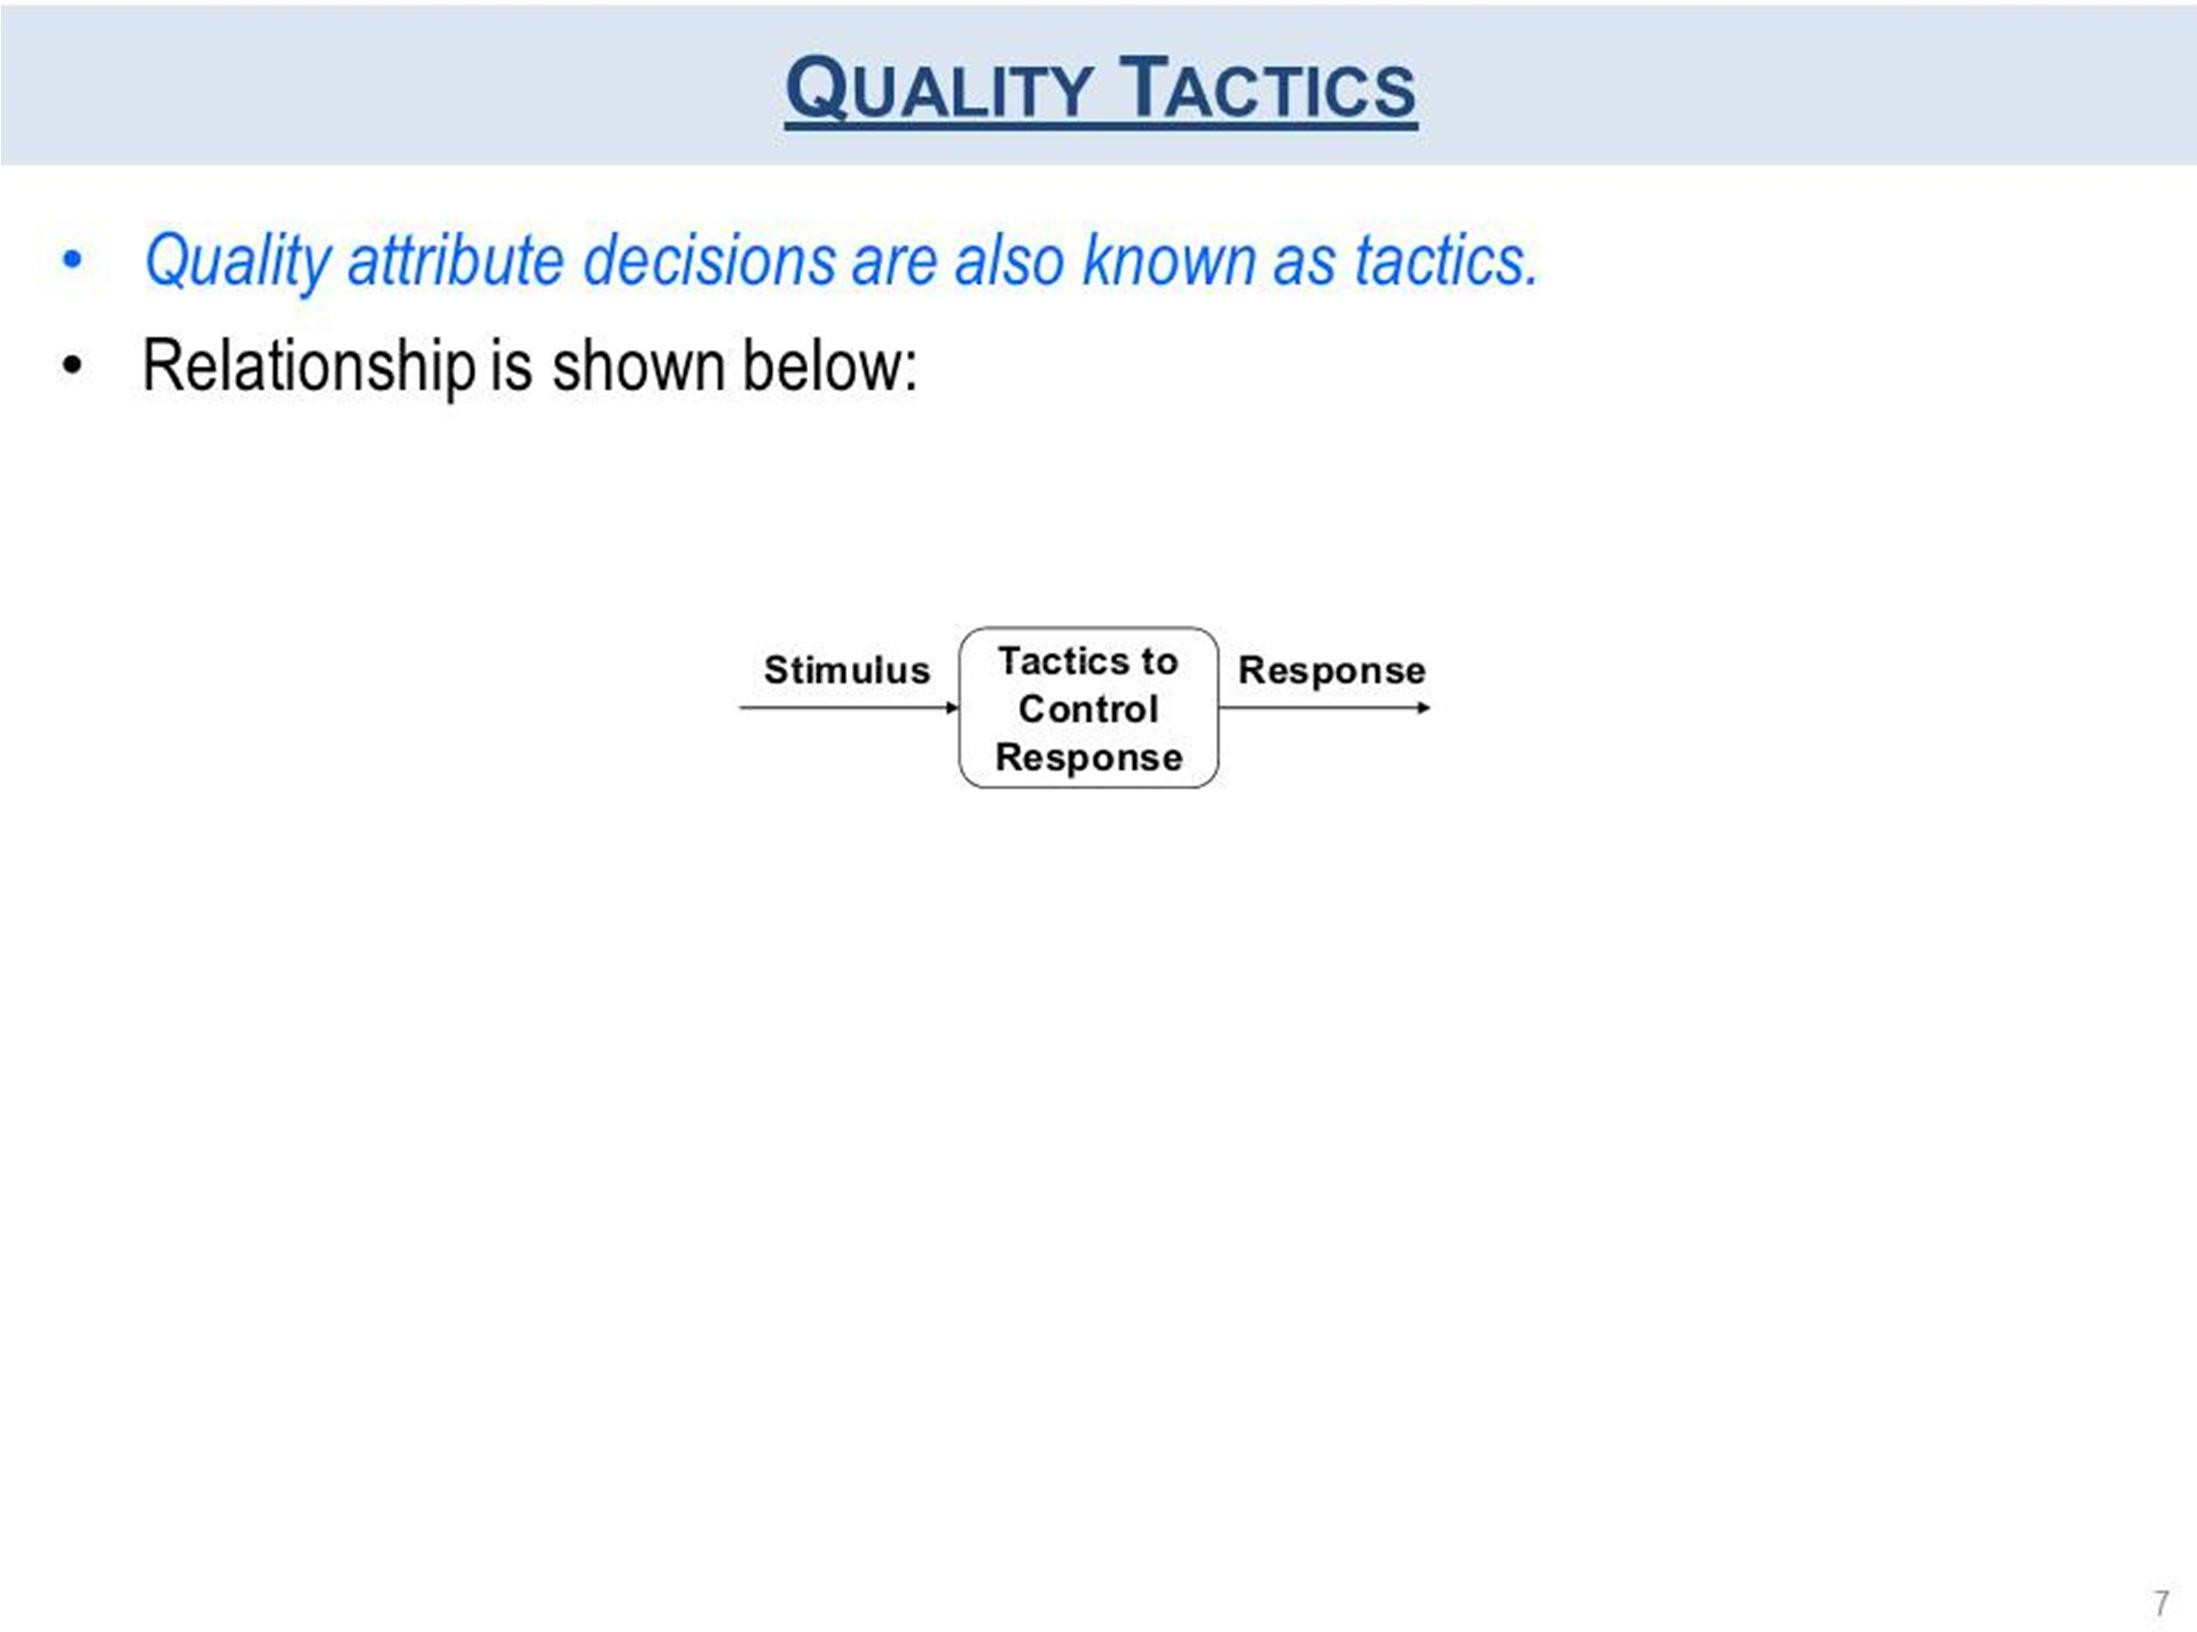 QUALITY TACTICS
• Quality attribute decisions are also known as tactics.
• Relationship is shown below:
Stimulus
Tactics to
Control
Response
Response
7